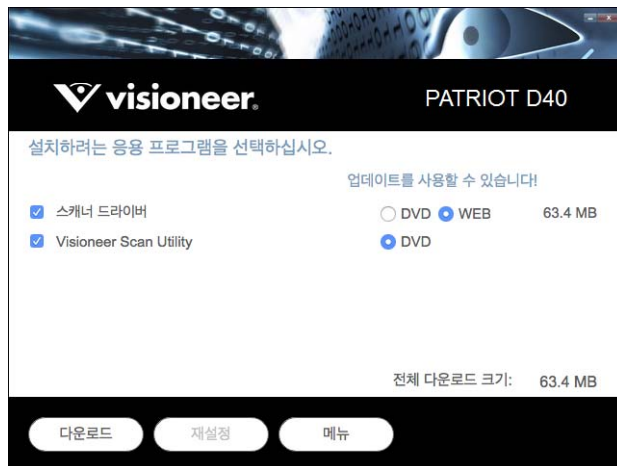 visioneer.
PATRIOT D40
설치하려는 응용 프로그램을 선택하십시오.
업데이트를 사용할 수 있습니다!
스캐너 드라이버 DVD WEB 63.4 MB
Visioneer Scan Utility DVD
전체 다운로드 크기: 63.4 MB
다운로드 재설정 메뉴